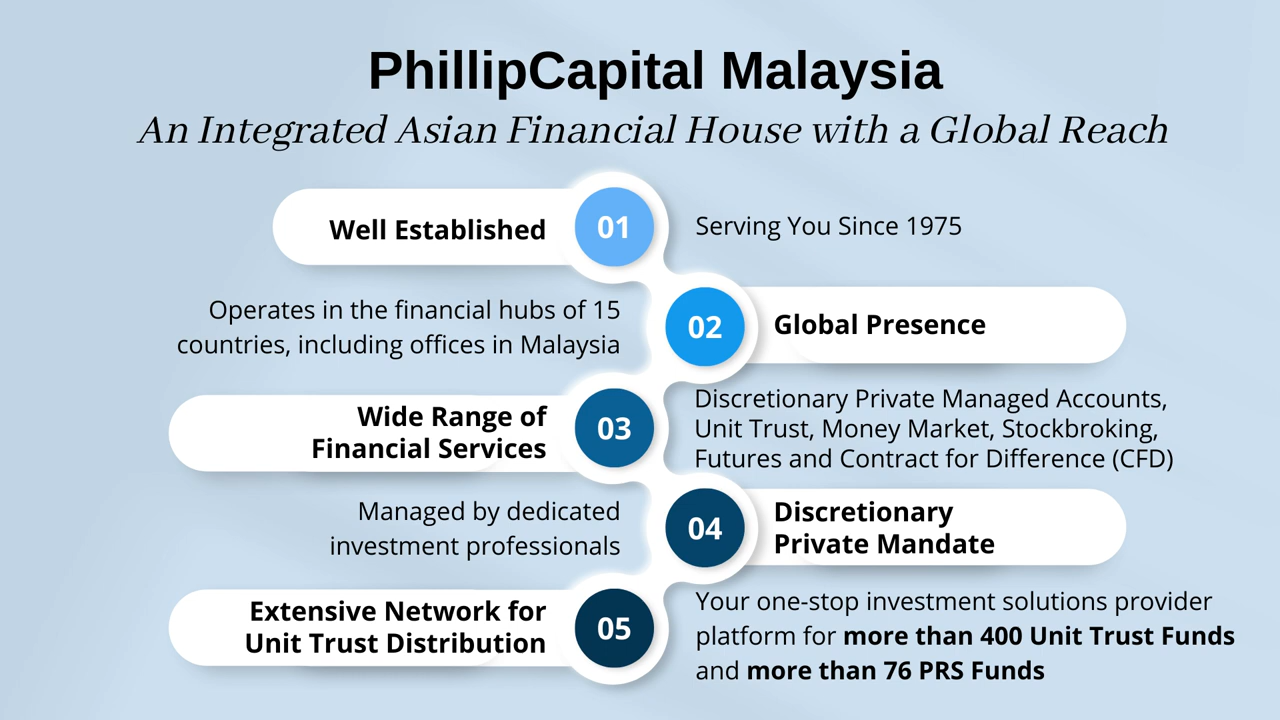 PhillipCapital Malaysia
An Integrated Asian Financial House with a Global Reach
Well Established
01
Serving You Since 1975
Operates in the financial hubs of 15
countries, including offices in Malaysia
02
Global Presence
Wide Range of
Financial Services
03
Discretionary Private Managed Accounts,
Unit Trust, Money Market, Stockbroking,
Futures and Contract for Difference (CFD)
Managed by dedicated
investment professionals
04
Discretionary
Private Mandate
Extensive Network for
Unit Trust Distribution
05
Your one-stop investment solutions provider
platform for more than 400 Unit Trust Funds
and more than 76 PRS Funds